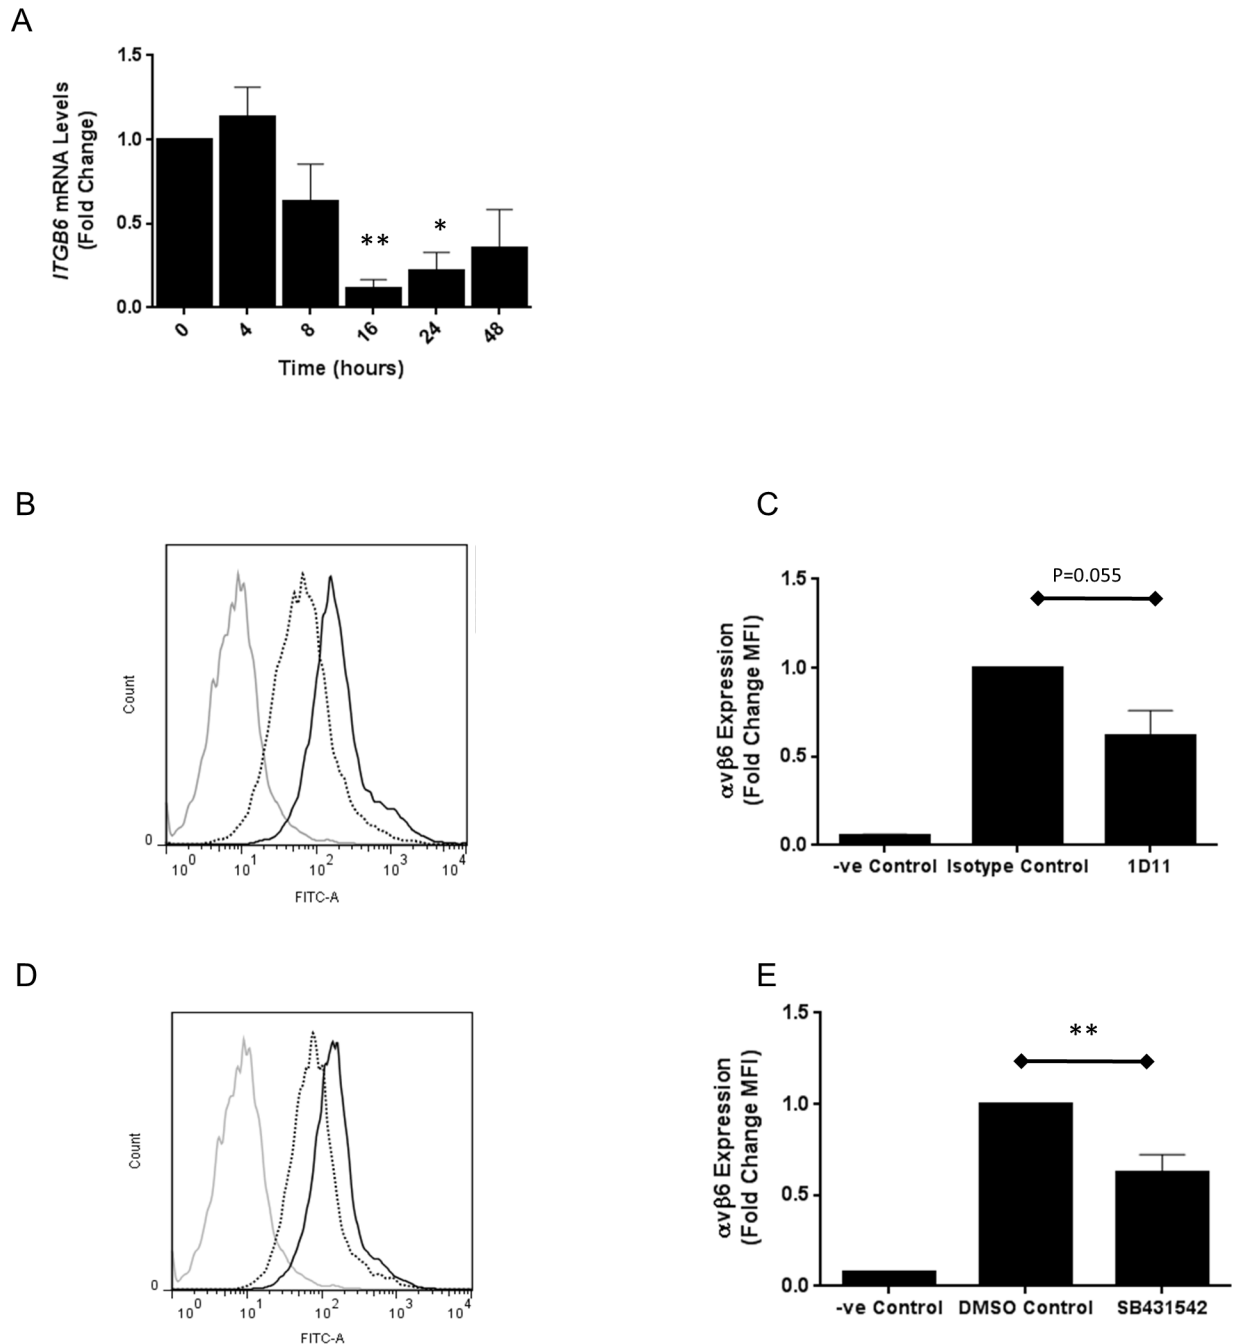 A
ITGB6 mRNA Levels
(Fold Change)
1.5
1.0
0.5
0.0
** *
0 4 8 16 24 48
Time (hours)
B
Count
0
10^0 10^1 10^2 10^3 10^4
FITC-A
C
αvβ6 Expression
(Fold Change MFI)
1.5
1.0
0.5
0.0
P=0.055
-ve Control Isotype Control 1D11
D
Count
0
10^0 10^1 10^2 10^3 10^4
FITC-A
E
αvβ6 Expression
(Fold Change MFI)
1.5
1.0
0.5
0.0
**
-ve Control DMSO Control SB431542